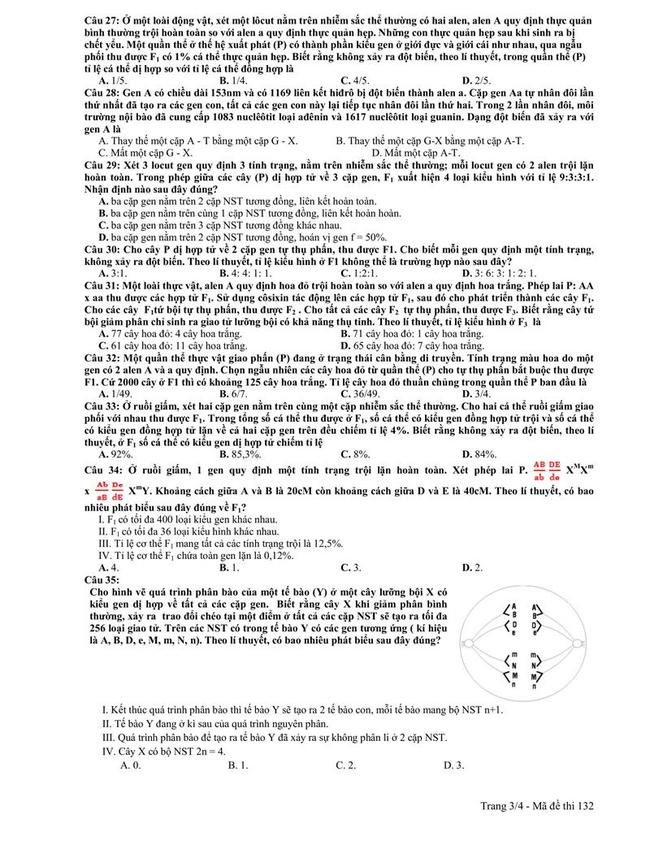 Câu 27: Ở một loài động vật, xét một lôcut nằm trên nhiễm sắc thể thường có hai alen, alen A quy định thực quản
bình thường trội hoàn toàn so với alen a quy định thực quản hẹp. Những con thực quản hẹp sau khi sinh ra bị
chết yểu. Một quần thể ở thế hệ xuất phát (P) có thành phần kiểu gen ở giới đực và giới cái như nhau, qua ngẫu
phối thu được F1 có 1% cá thể thực quản hẹp. Biết rằng không xảy ra đột biến, theo lí thuyết, trong quần thể (P)
tỉ lệ cá thể dị hợp so với tỉ lệ cá thể đồng hợp là
A. 1/5. B. 1/4. C. 4/5. D. 2/5.
Câu 28: Gen A có chiều dài 153nm và có 1169 liên kết hiđrô bị đột biến thành alen a. Cặp gen Aa tự nhân đôi lần
thứ nhất đã tạo ra các gen con, tất cả các gen con này lại tiếp tục nhân đôi lần thứ hai. Trong 2 lần nhân đôi, môi
trường nội bào đã cung cấp 1083 nuclêôtit loại ađênin và 1617 nuclêôtit loại guanin. Dạng đột biến đã xảy ra với
gen A là
A. Thay thế một cặp A - T bằng một cặp G - X. B. Thay thế một cặp G-X bằng một cặp A-T.
C. Mất một cặp G - X. D. Mất một cặp A-T.
Câu 29: Xét 3 locut gen quy định 3 tính trạng, nằm trên nhiễm sắc thể thường; mỗi locut gen có 2 alen trội lặn
hoàn toàn. Trong phép giữa các cây (P) dị hợp tử về 3 cặp gen, F1 xuất hiện 4 loại kiểu hình với tỉ lệ 9:3:3:1.
Nhận định nào sau đây đúng?
A. ba cặp gen nằm trên 2 cặp NST tương đồng, liên kết hoàn toàn.
B. ba cặp gen nằm trên cùng 1 cặp NST tương đồng, liên kết hoàn hoàn.
C. ba cặp gen nằm trên 3 cặp NST tương đồng khác nhau.
D. ba cặp gen nằm trên 2 cặp NST tương đồng, hoán vị gen f = 50%.
Câu 30: Cho cây P dị hợp tử về 2 cặp gen tự thụ phấn, thu được F1. Cho biết mỗi gen quy định một tính trạng,
không xảy ra đột biến. Theo lí thuyết, tỉ lệ kiểu hình ở F1 không thể là trường hợp nào sau đây?
A. 3:1. B. 4: 4: 1: 1. C. 1:2:1. D. 3: 6: 3: 1: 2: 1.
Câu 31: Một loài thực vật, alen A quy định hoa đỏ trội hoàn toàn so với alen a quy định hoa trắng. Phép lai P: AA
x aa thu được các hợp tử F1. Sử dụng côsixin tác động lên các hợp tử F1, sau đó cho phát triển thành các cây F1.
Cho các cây F1tứ bội tự thụ phấn, thu được F2 . Cho tất cả các cây F2 tự thụ phấn, thu được F3. Biết rằng cây tứ
bội giảm phân chỉ sinh ra giao tử lưỡng bội có khả năng thụ tinh. Theo lí thuyết, tỉ lệ kiểu hình ở F3 là
A. 77 cây hoa đỏ: 4 cây hoa trắng. B. 71 cây hoa đỏ: 1 cây hoa trắng.
C. 61 cây hoa đỏ: 11 cây hoa trắng. D. 65 cây hoa đỏ: 7 cây hoa trắng.
Câu 32: Một quần thể thực vật giao phấn (P) đang ở trạng thái cân bằng di truyền. Tính trạng màu hoa do một
gen có 2 alen A và a quy định. Chọn ngẫu nhiên các cây hoa đỏ từ quần thể (P) cho tự thụ phấn bắt buộc thu được
F1. Cứ 2000 cây ở F1 thì có khoảng 125 cây hoa trắng. Tỉ lệ cây hoa đỏ thuần chủng trong quần thể P ban đầu là
A. 1/49. B. 6/7. C. 36/49. D. 3/4.
Câu 33: Ở ruồi giấm, xét hai cặp gen nằm trên cùng một cặp nhiễm sắc thể thường. Cho hai cá thể ruồi giấm giao
phối với nhau thu được F1. Trong tổng số cá thể thu được ở F1, số cá thể có kiểu gen đồng hợp tử trội và số cá thể
có kiểu gen đồng hợp tử lặn về cả hai cặp gen trên đều chiếm tỉ lệ 4%. Biết rằng không xảy ra đột biến, theo lí
thuyết, ở F1 số cá thể có kiểu gen dị hợp tử chiếm tỉ lệ
A. 92%. B. 85,3%. C. 8%. D. 84%.
Câu 34: Ở ruồi giấm, 1 gen quy định một tính trạng trội lặn hoàn toàn. Xét phép lai P. AB/ab DE/de XMXm
x Ab/aB De/dE XmY. Khoảng cách giữa A và B là 20cM còn khoảng cách giữa D và E là 40cM. Theo lí thuyết, có bao
nhiêu phát biểu sau đây đúng về F1?
I. F1 có tối đa 400 loại kiểu gen khác nhau.
II. F1 có tối đa 36 loại kiểu hình khác nhau.
III. Tỉ lệ cơ thể F1 mang tất cả các tính trạng trội là 12,5%.
IV. Tỉ lệ cơ thể F1 chứa toàn gen lặn là 0,12%.
A. 4. B. 1. C. 3. D. 2.
Câu 35:
Cho hình vẽ quá trình phân bào của một tế bào (Y) ở một cây lưỡng bội X có
kiểu gen dị hợp về tất cả các cặp gen. Biết rằng cây X khi giảm phân bình
thường, xảy ra trao đổi chéo tại một điểm ở tất cả các cặp NST sẽ tạo ra tối đa
256 loại giao tử. Trên các NST có trong tế bào Y có các gen tương ứng ( kí hiệu
là A, B, D, e, M, m, N, n). Theo lí thuyết, có bao nhiêu phát biểu sau đây đúng?
A A
B B
D D
e e
m m
N N
M M
n n
I. Kết thúc quá trình phân bào thì tế bào Y sẽ tạo ra 2 tế bào con, mỗi tế bào mang bộ NST n+1.
II. Tế bào Y đang ở kì sau của quá trình nguyên phân.
III. Quá trình phân bào để tạo ra tế bào Y đã xảy ra sự không phân li ở 2 cặp NST.
IV. Cây X có bộ NST 2n = 4.
A. 0. B. 1. C. 2. D. 3.
Trang 3/4 - Mã đề thi 132